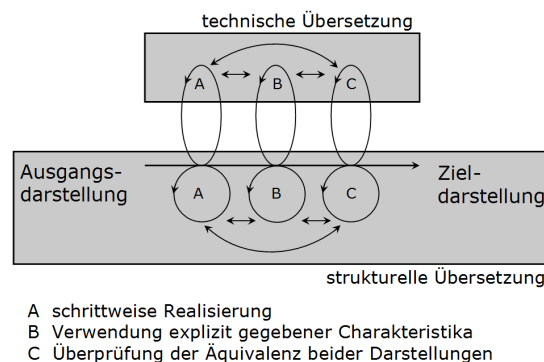 technische Übersetzung
A B C
Ausgangs-
darstellung
Ziel-
darstellung
A B C
strukturelle Übersetzung
A schrittweise Realisierung
B Verwendung explizit gegebener Charakteristika
C Überprüfung der Äquivalenz beider Darstellungen